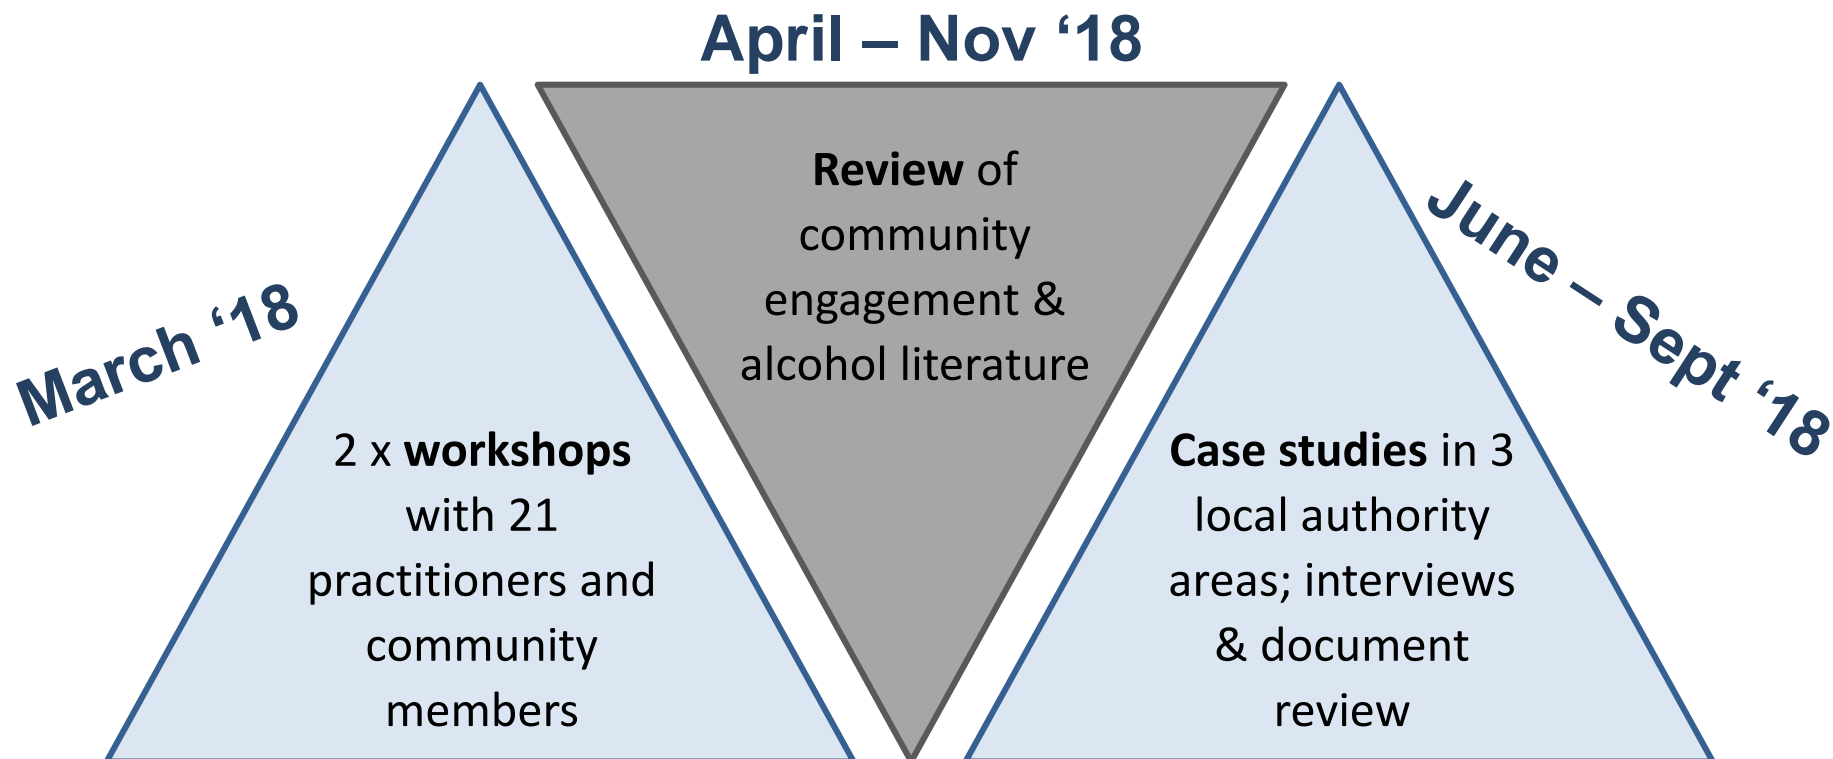 April – Nov ‘18
March ‘18
2 x workshops
with 21
practitioners and
community
members
Review of
community
engagement &
alcohol literature
June – Sept ‘18
Case studies in 3
local authority
areas; interviews
& document
review